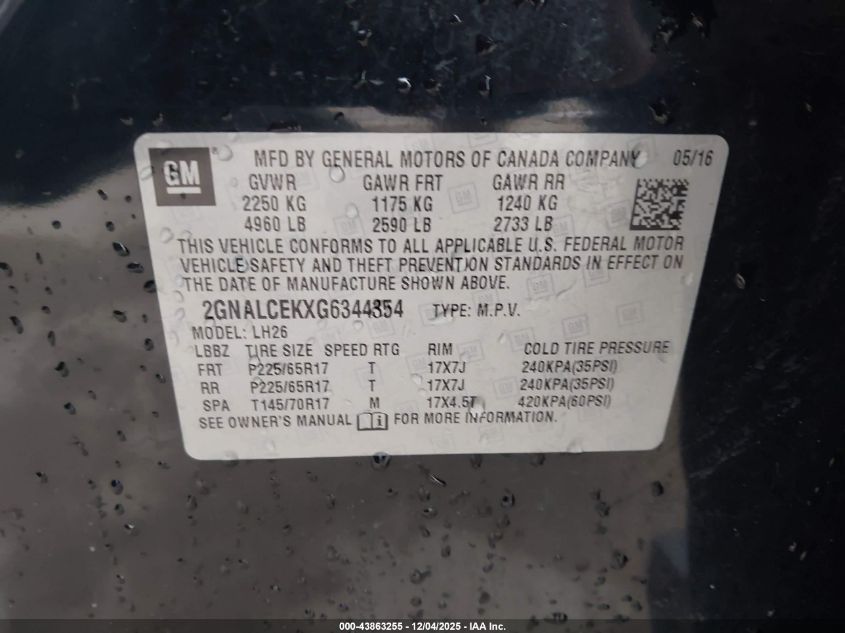 GM ® MFD BY GENERAL MOTORS OF CANADA COMPANY 05/16
GVWR GAWR FRT GAWR RR
2250 KG 1175 KG 1240 KG
4960 LB 2590 LB 2733 LB
THIS VEHICLE CONFORMS TO ALL APPLICABLE U.S. FEDERAL MOTOR
VEHICLE SAFETY AND THEFT PREVENTION STANDARDS IN EFFECT ON
THE DATE OF MANUFACTURE SHOWN ABOVE.
2GNALCEKXG6344354 TYPE: M.P.V.
MODEL: LH26
LBBZ TIRE SIZE SPEED RTG RIM COLD TIRE PRESSURE
FRT P225/65R17 T 17X7J 240KPA(35PSI)
RR P225/65R17 T 17X7J 240KPA(35PSI)
SPA T145/70R17 M 17X4.5T 420KPA(60PSI)
SEE OWNER'S MANUAL FOR MORE INFORMATION.
000-43863255 - 12/04/2025 - IAA Inc.